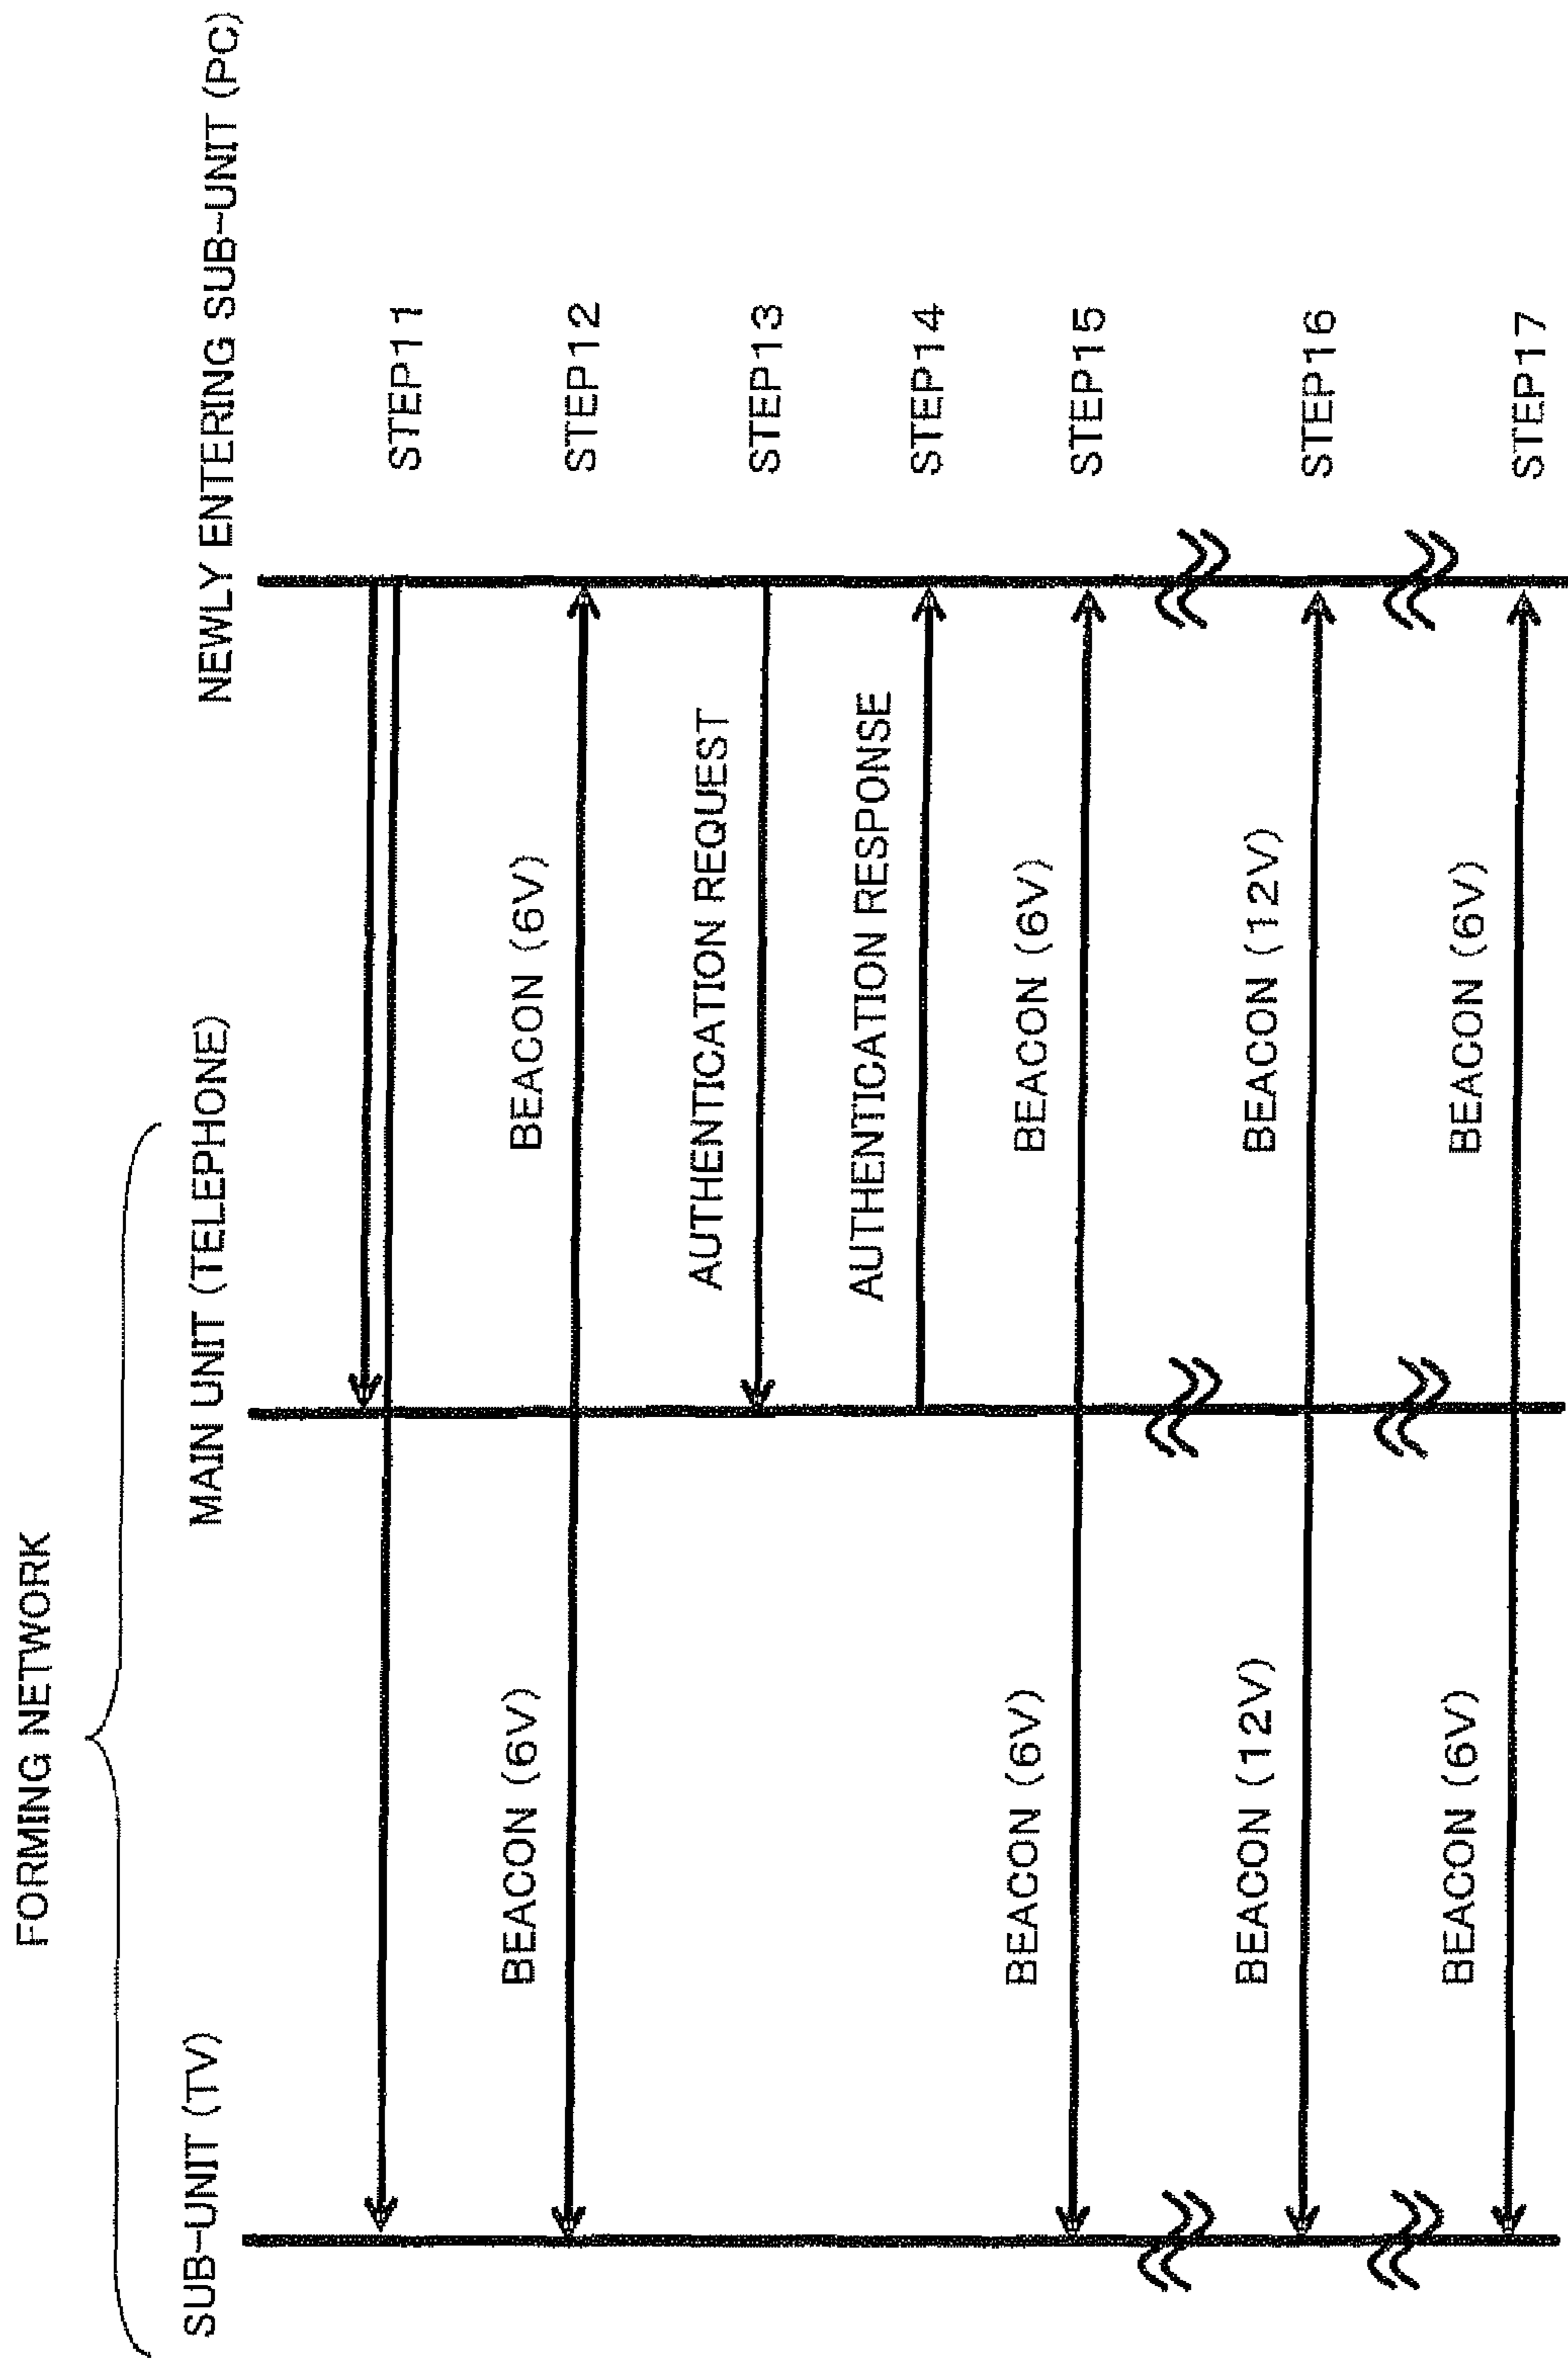 FORMING NETWORK
SUB-UNIT (TV)
MAIN UNIT (TELEPHONE)
NEWLY ENTERING SUB-UNIT (PC)
STEP11
BEACON (6V)
BEACON (6V)
STEP12
AUTHENTICATION REQUEST
STEP13
AUTHENTICATION RESPONSE
STEP14
BEACON (6V)
BEACON (6V)
STEP15
BEACON (12V)
BEACON (12V)
STEP16
BEACON (6V)
BEACON (6V)
STEP17